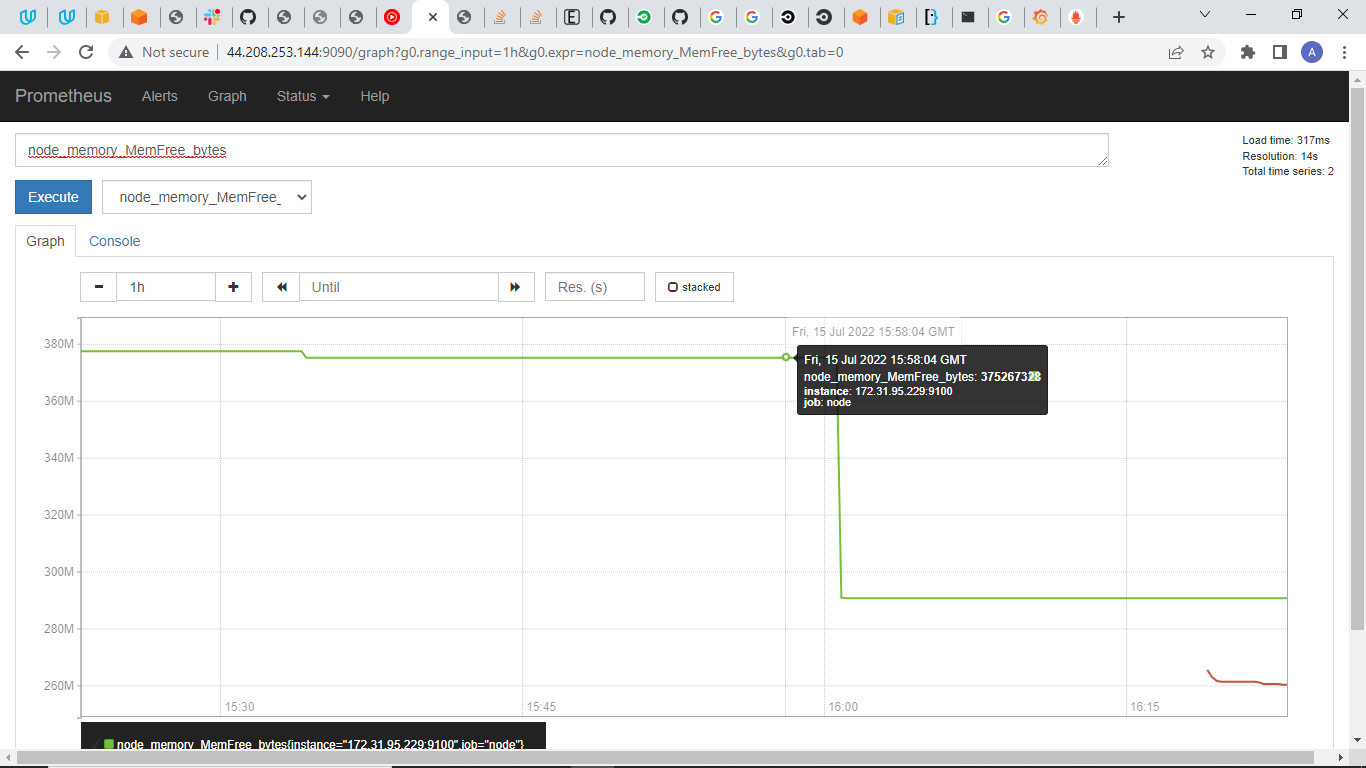 Not secure
44.208.253.144:9090/graph?g0.range_input=1h&g0.expr=node_memory_MemFree_bytes&g0.tab=0
A
Prometheus Alerts Graph Status Help
node_memory_MemFree_bytes
Load time: 317ms
Resolution: 14s
Total time series: 2
Execute
node_memory_MemFree_
Graph Console
1h
Until
Res. (s)
stacked
Fri, 15 Jul 2022 15:58:04 GMT
Fri, 15 Jul 2022 15:58:04 GMT
node_memory_MemFree_bytes: 375267328
instance: 172.31.95.229:9100
job: node
380M
360M
340M
320M
300M
280M
260M
15:30 15:45 16:00 16:15
node_memory_MemFree_bytes{instance="172.31.95.229:9100",job="node"}